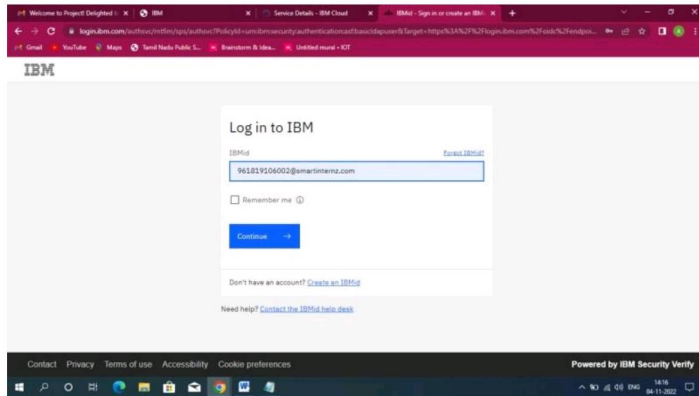 Welcome to Project! Delighted t
IBM
Service Details - IBM Cloud
IBMid - Sign in or create an IBMi
login.ibm.com/authsvc/mtfim/sps/authsvc?PolicyId=urn:ibm:security:authentication:asf:basicldapuser&Target=https%3A%2F%2Flogin.ibm.com%2Foidc%2Fendpoi...
Gmail
YouTube
Maps
Tamil Nadu Public S...
Brainstorm & Idea...
Untitled mural • IOT
IBM
Log in to IBM
IBMid
Forgot IBMid?
961819106002@smartinternz.com
Remember me
Continue
Don't have an account? Create an IBMid
Need help? Contact the IBMid help desk
Contact Privacy Terms of use Accessibility Cookie preferences
Powered by IBM Security Verify
ENG
14:16
04-11-2022